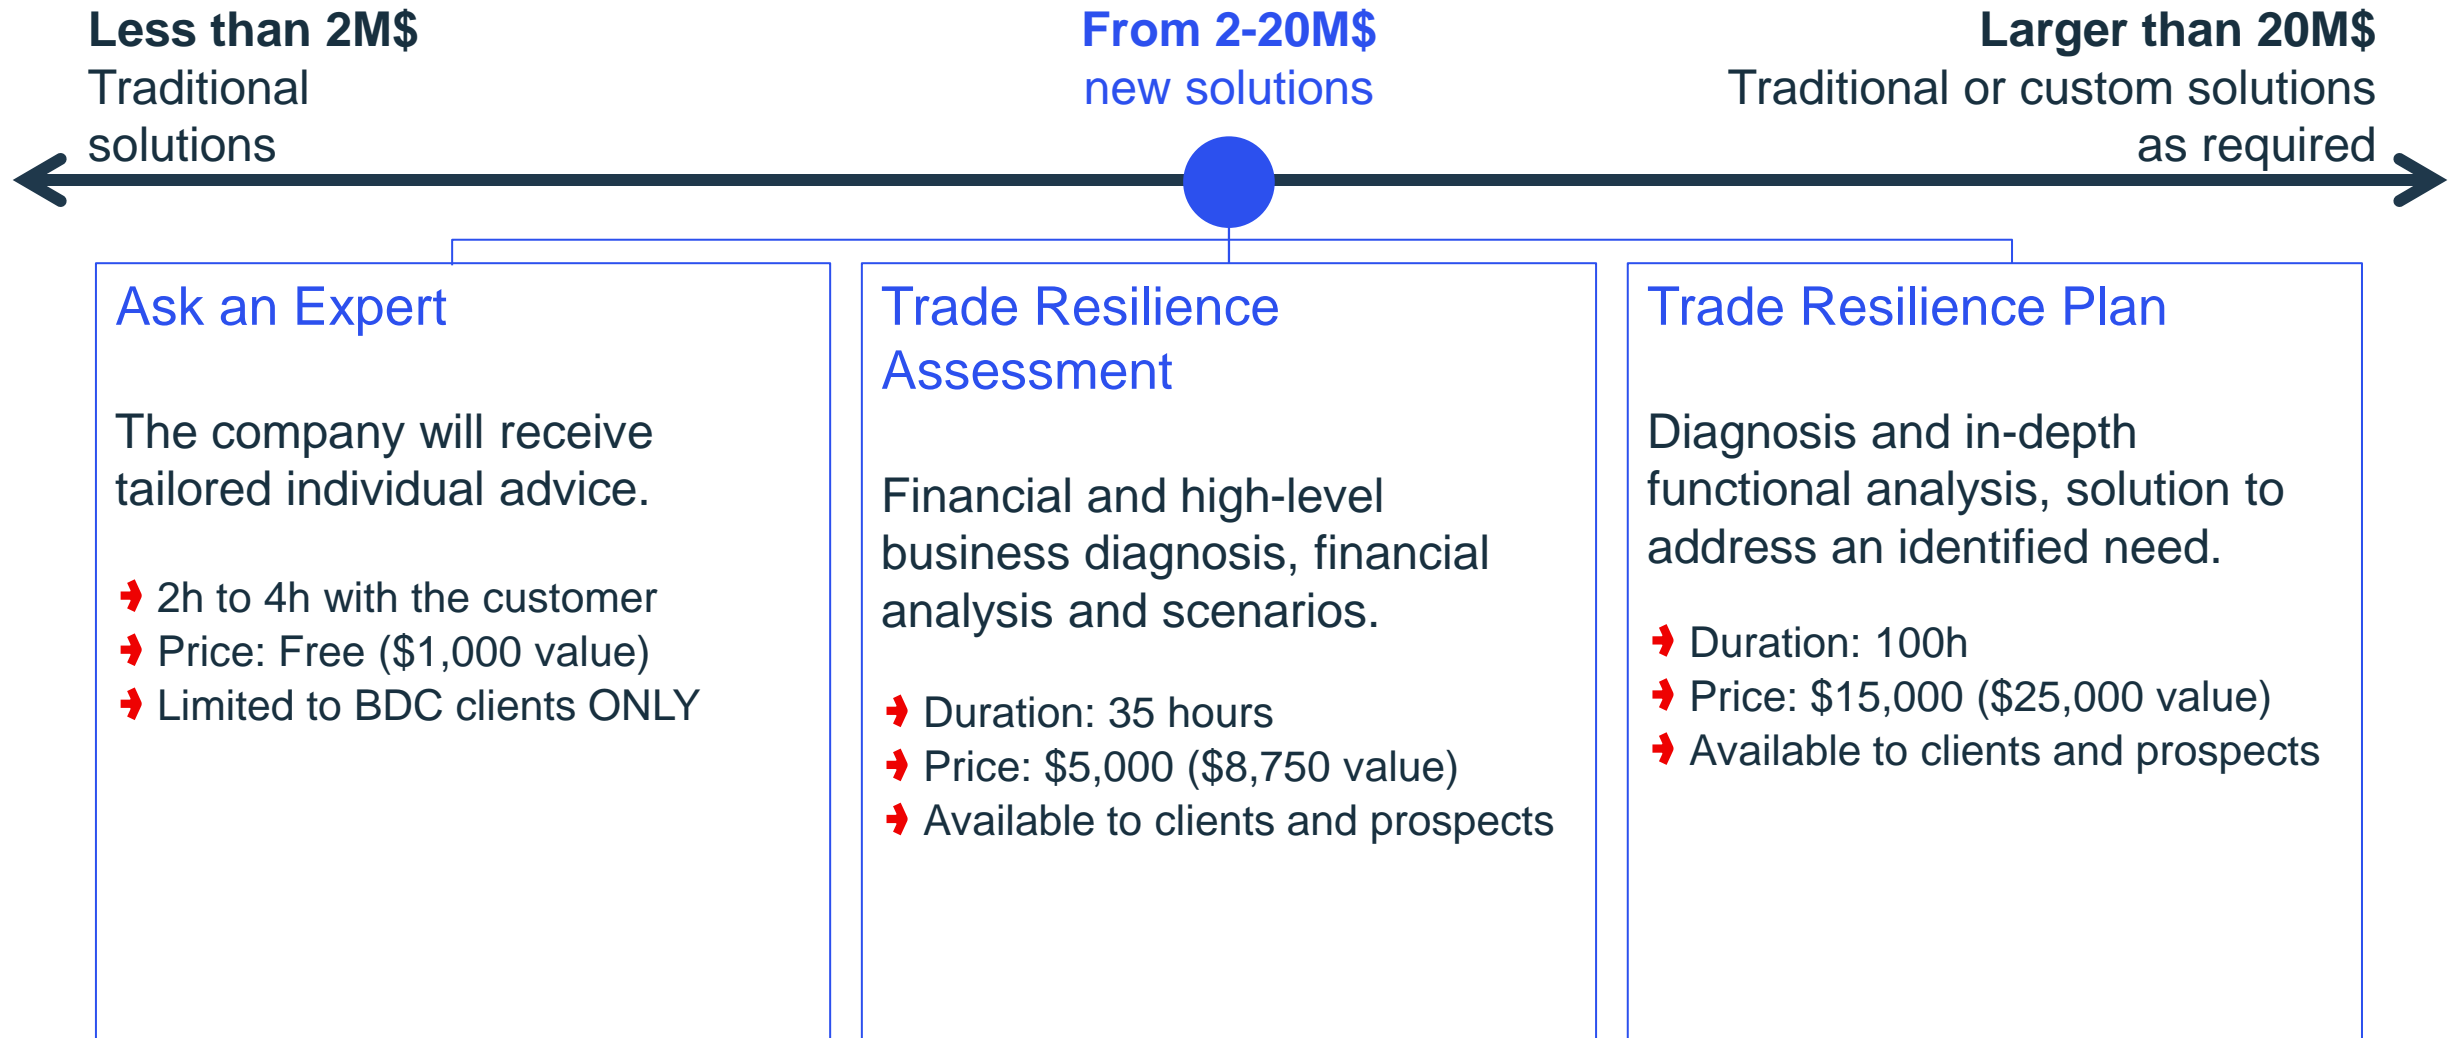 Less than 2M$
Traditional
solutions
From 2-20M$
new solutions
Larger than 20M$
Traditional or custom solutions
as required
Ask an Expert
The company will receive
tailored individual advice.
2h to 4h with the customer
Price: Free ($1,000 value)
Limited to BDC clients ONLY
Trade Resilience
Assessment
Financial and high-level
business diagnosis, financial
analysis and scenarios.
Duration: 35 hours
Price: $5,000 ($8,750 value)
Available to clients and prospects
Trade Resilience Plan
Diagnosis and in-depth
functional analysis, solution to
address an identified need.
Duration: 100h
Price: $15,000 ($25,000 value)
Available to clients and prospects